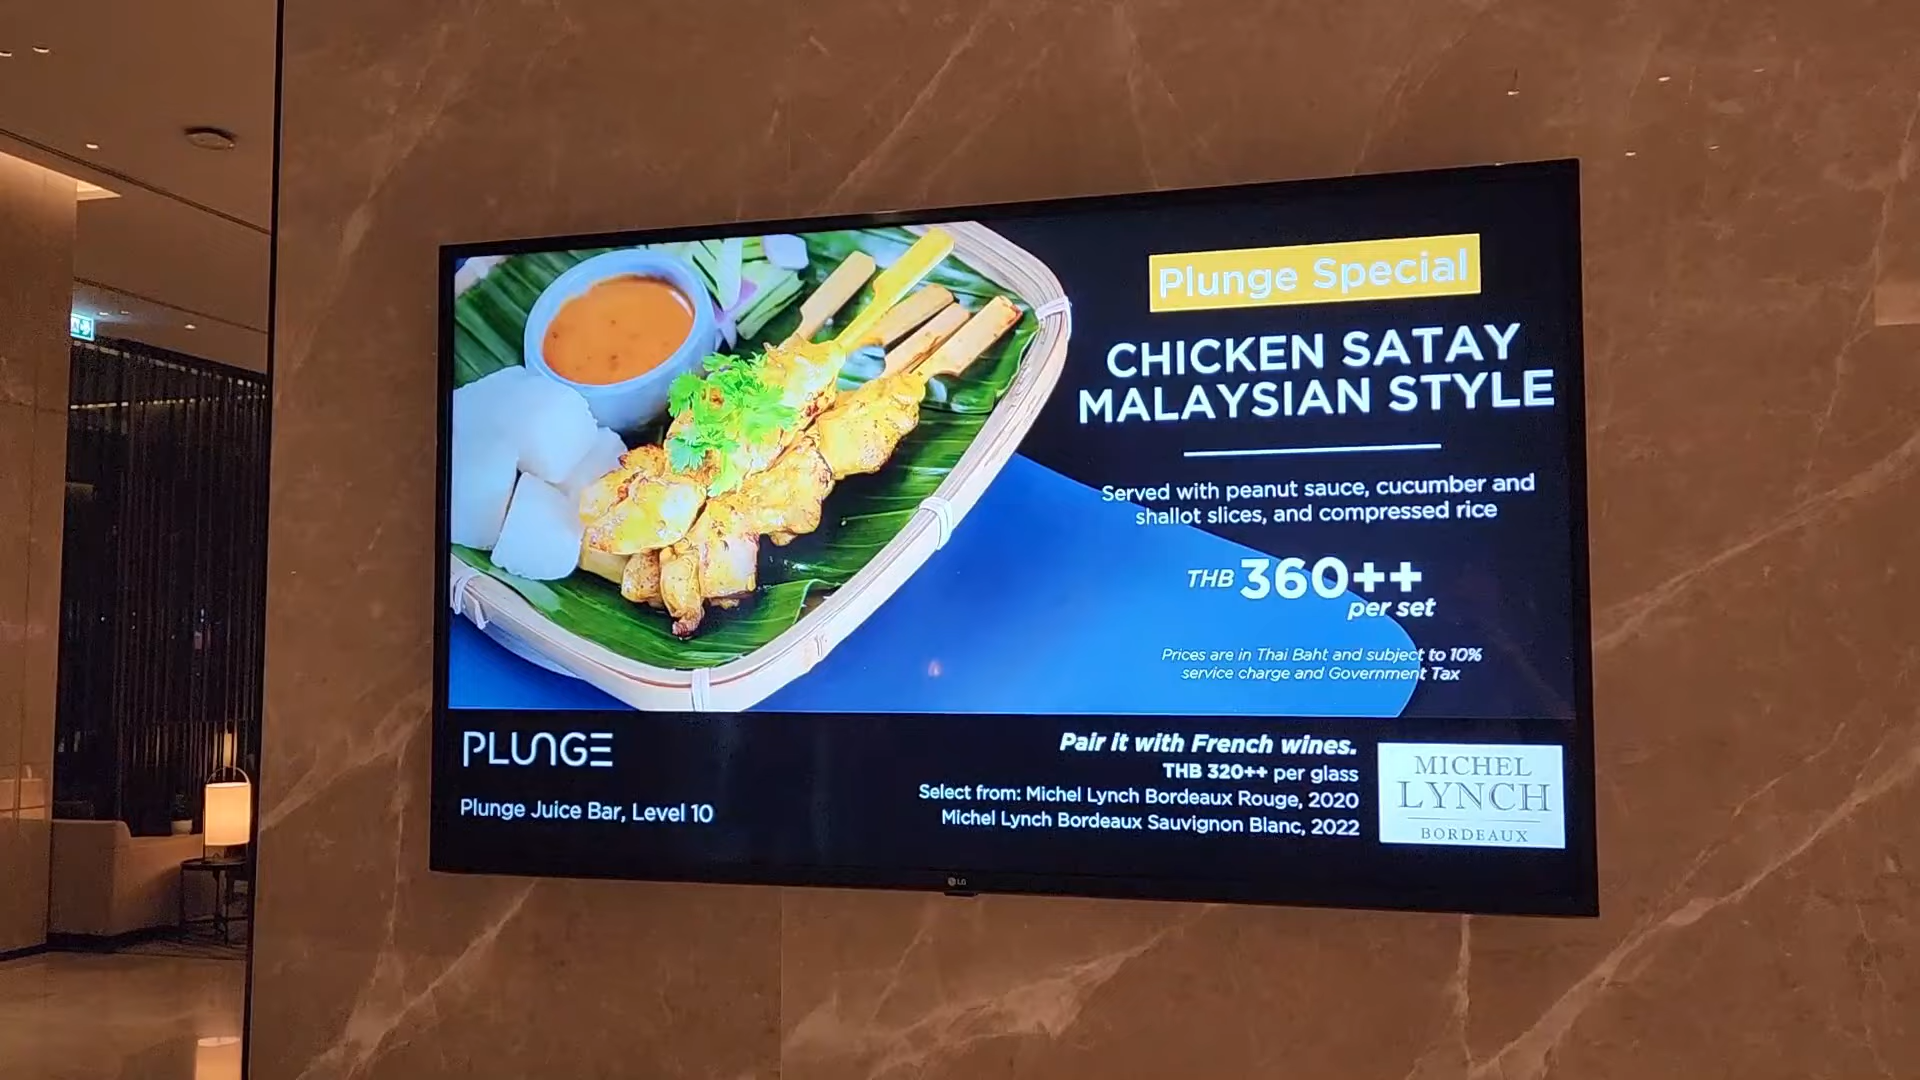 Plunge Special
CHICKEN SATAY
MALAYSIAN STYLE
Served with peanut sauce, cucumber and
shallot slices, and compressed rice
THB 360++
per set
Prices are in Thai Baht and subject to 10%
service charge and Government Tax
PLUNGE
Plunge Juice Bar, Level 10
Pair it with French wines.
THB 320++ per glass
Select from: Michel Lynch Bordeaux Rouge, 2020
Michel Lynch Bordeaux Sauvignon Blanc, 2022
MICHEL
LYNCH
BORDEAUX
LG